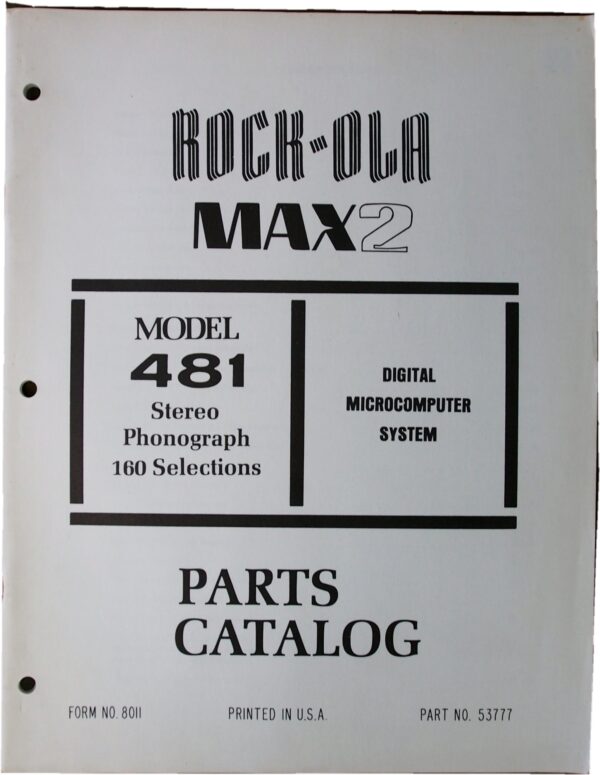 ROCK-OLA
MAX2
MODEL
481
Stereo
Phonograph
160 Selections
DIGITAL
MICROCOMPUTER
SYSTEM
PARTS
CATALOG
FORM NO. 8011 PRINTED IN U.S.A. PART NO. 53777